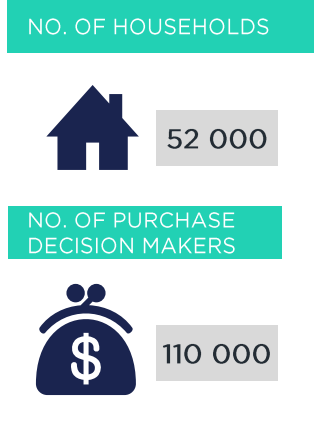 NO. OF HOUSEHOLDS
52 000
NO. OF PURCHASE
DECISION MAKERS
$
110 000